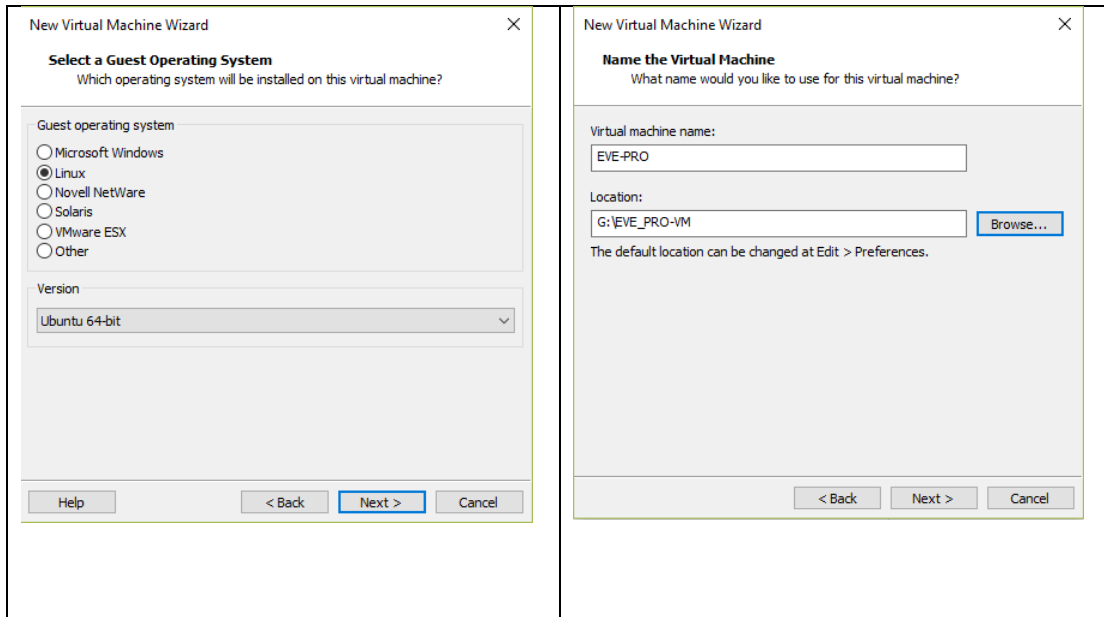 New Virtual Machine Wizard
Select a Guest Operating System
Which operating system will be installed on this virtual machine?
Guest operating system
Microsoft Windows
Linux
Novell NetWare
Solaris
VMware ESX
Other
Version
Ubuntu 64-bit
Help
< Back
Next >
Cancel
New Virtual Machine Wizard
Name the Virtual Machine
What name would you like to use for this virtual machine?
Virtual machine name:
EVE-PRO
Location:
G:\EVE_PRO-VM
Browse...
The default location can be changed at Edit > Preferences.
< Back
Next >
Cancel